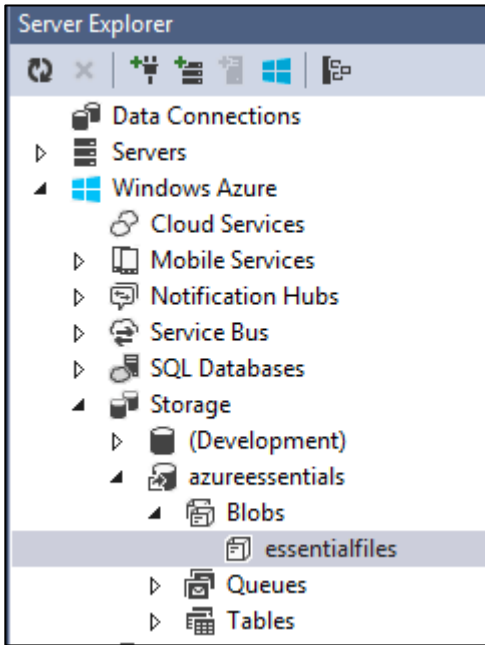 Server Explorer
Data Connections
Servers
Windows Azure
Cloud Services
Mobile Services
Notification Hubs
Service Bus
SQL Databases
Storage
(Development)
azureessentials
Blobs
essentialfiles
Queues
Tables